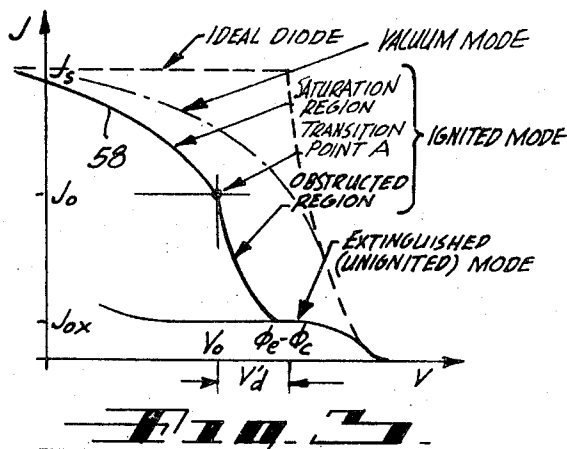 J
IDEAL DIODE
VACUUM MODE
Js
SATURATION
REGION
TRANSITION
POINT A
IGNITED MODE
58
OBSTRUCTED
REGION
Jo
EXTINGUISHED
(UNIGNITED) MODE
Jox
Vo
Φe-Φc
V'd
V
Fig. 3.